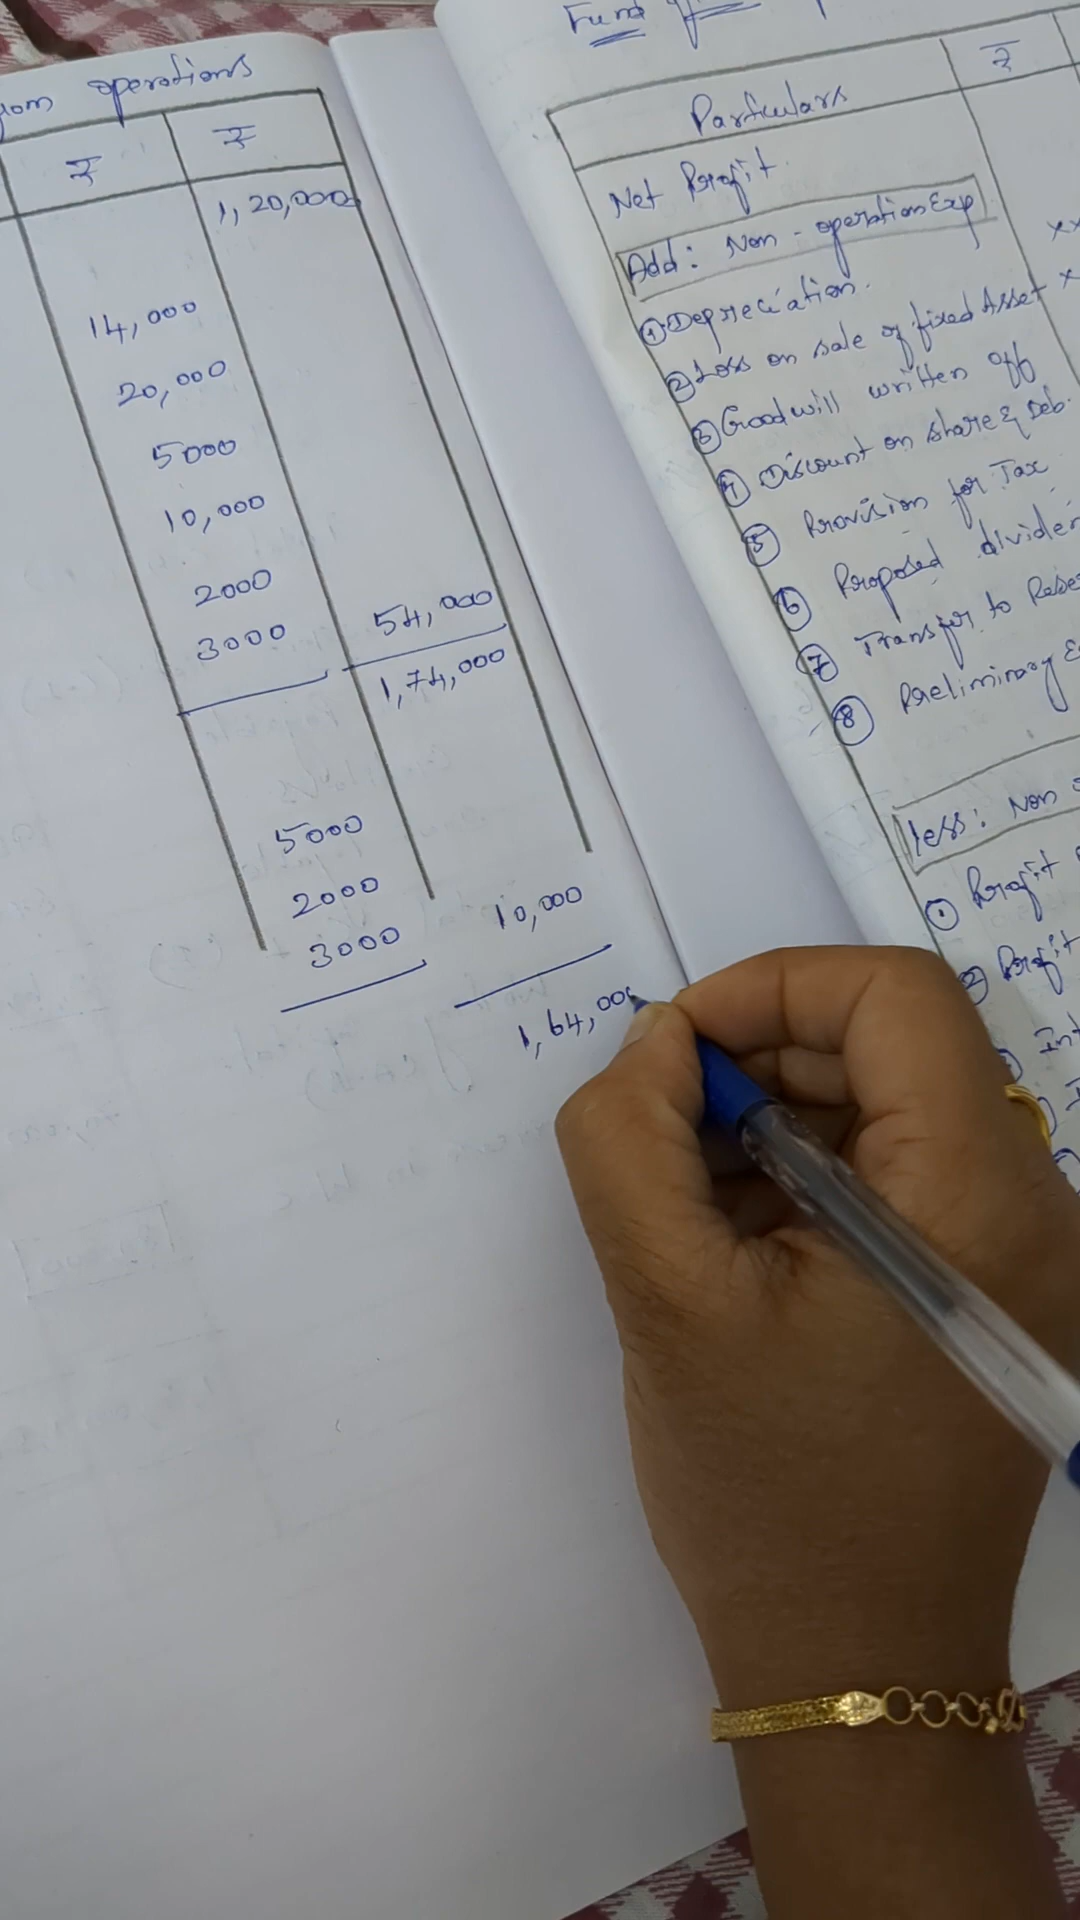 operations
₹ ₹
1,20,000
14,000
20,000
5000
10,000
2000
3000 54,000
1,74,000
5000
2000
3000 10,000
1,64,000
Fund
Particulars ₹
Net Profit
Add: Non - operation Exp
① Depreciation.
② Loss on sale of fixed Asset
③ Goodwill written off
④ Discount on share & Deb.
⑤ Provision for Tax
⑥ Proposed
⑦ Transfer to
⑧ Preliminary
less: Non
① Profit
② Profit